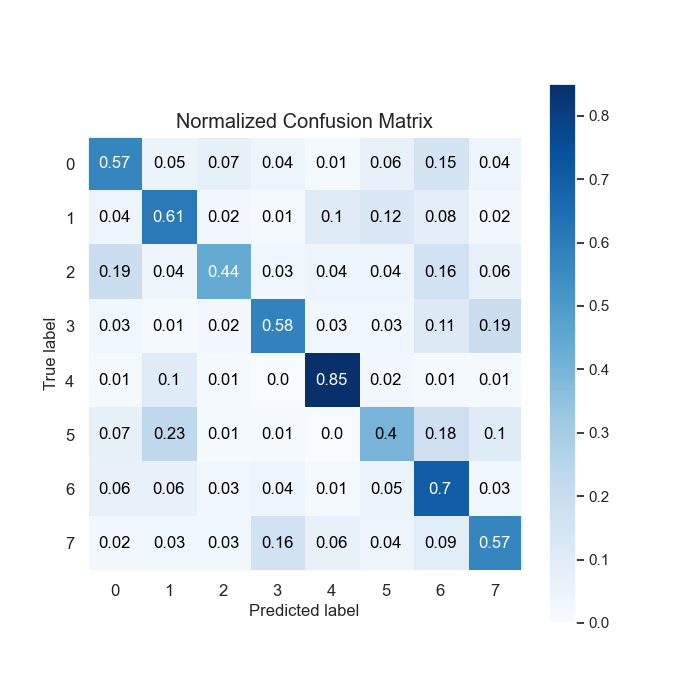 Normalized Confusion Matrix
0 0.57 0.05 0.07 0.04 0.01 0.06 0.15 0.04
1 0.04 0.61 0.02 0.01 0.1 0.12 0.08 0.02
2 0.19 0.04 0.44 0.03 0.04 0.04 0.16 0.06
3 0.03 0.01 0.02 0.58 0.03 0.03 0.11 0.19
4 0.01 0.1 0.01 0.0 0.85 0.02 0.01 0.01
5 0.07 0.23 0.01 0.01 0.0 0.4 0.18 0.1
6 0.06 0.06 0.03 0.04 0.01 0.05 0.7 0.03
7 0.02 0.03 0.03 0.16 0.06 0.04 0.09 0.57
0 1 2 3 4 5 6 7
Predicted label
True label
0.8
0.7
0.6
0.5
0.4
0.3
0.2
0.1
0.0